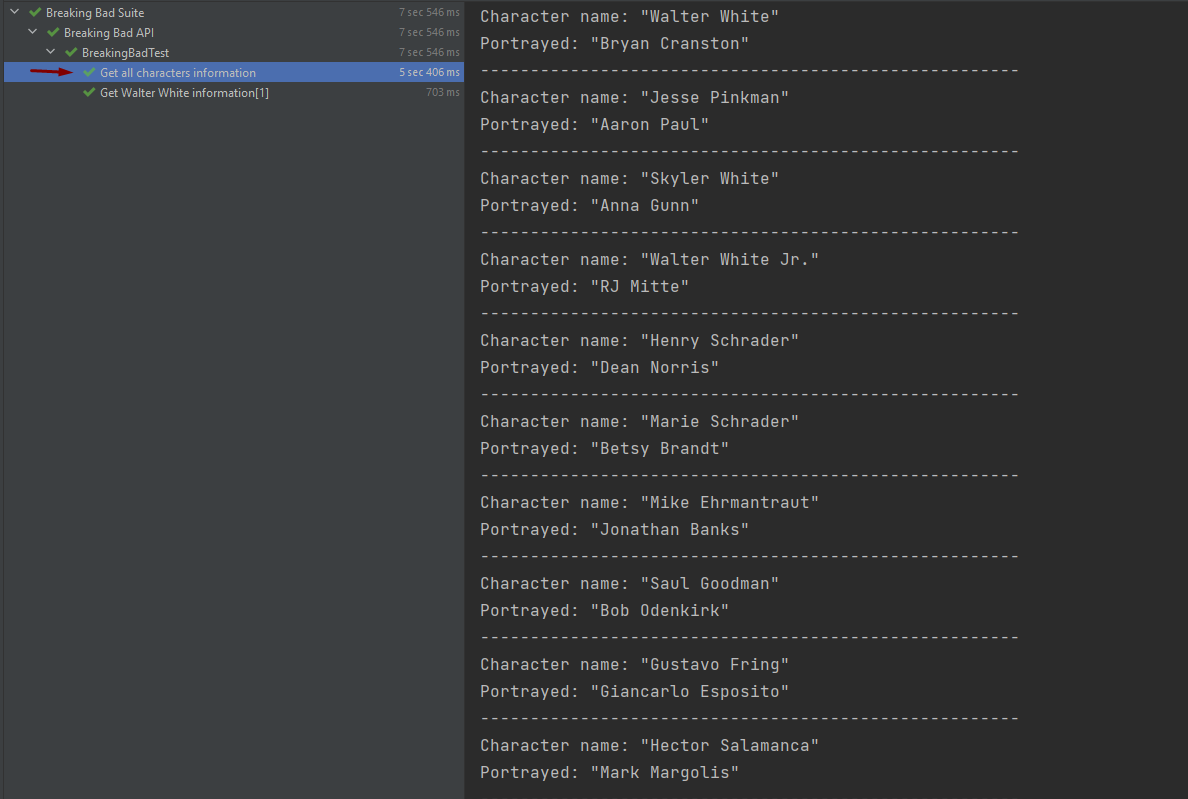 Breaking Bad Suite 7 sec 546 ms
Breaking Bad API 7 sec 546 ms
BreakingBadTest 7 sec 546 ms
Get all characters information 5 sec 406 ms
Get Walter White information[1] 703 ms
Character name: "Walter White"
Portrayed: "Bryan Cranston"
------------------------------------------------------
Character name: "Jesse Pinkman"
Portrayed: "Aaron Paul"
------------------------------------------------------
Character name: "Skyler White"
Portrayed: "Anna Gunn"
------------------------------------------------------
Character name: "Walter White Jr."
Portrayed: "RJ Mitte"
------------------------------------------------------
Character name: "Henry Schrader"
Portrayed: "Dean Norris"
------------------------------------------------------
Character name: "Marie Schrader"
Portrayed: "Betsy Brandt"
------------------------------------------------------
Character name: "Mike Ehrmantraut"
Portrayed: "Jonathan Banks"
------------------------------------------------------
Character name: "Saul Goodman"
Portrayed: "Bob Odenkirk"
------------------------------------------------------
Character name: "Gustavo Fring"
Portrayed: "Giancarlo Esposito"
------------------------------------------------------
Character name: "Hector Salamanca"
Portrayed: "Mark Margolis"